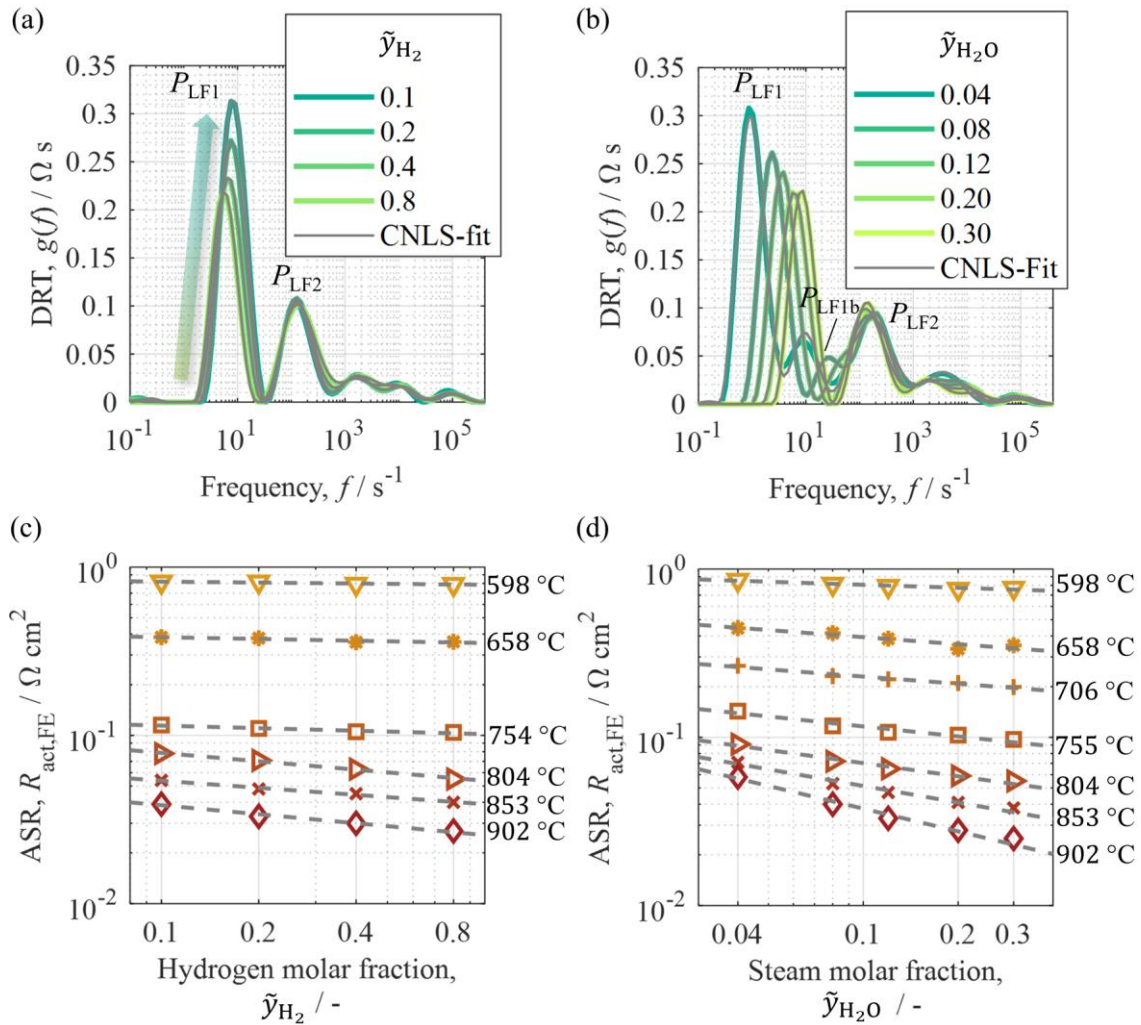 (a)
ỹH₂
0.1
0.2
0.4
0.8
CNLS-fit
PLF1
PLF2
DRT, g(f) / Ω s
0.35
0.3
0.25
0.2
0.15
0.1
0.05
0
10⁻¹ 10¹ 10³ 10⁵
Frequency, f / s⁻¹
(b)
ỹH₂O
0.04
0.08
0.12
0.20
0.30
CNLS-Fit
PLF1
PLF1b
PLF2
DRT, g(f) / Ω s
0.35
0.3
0.25
0.2
0.15
0.1
0.05
0
10⁻¹ 10¹ 10³ 10⁵
Frequency, f / s⁻¹
(c)
ASR, Ract,FE / Ω cm²
10⁰
10⁻¹
10⁻²
598 °C
658 °C
754 °C
804 °C
853 °C
902 °C
0.1 0.2 0.4 0.8
Hydrogen molar fraction,
ỹH₂ / -
(d)
ASR, Ract,FE / Ω cm²
10⁰
10⁻¹
10⁻²
598 °C
658 °C
706 °C
755 °C
804 °C
853 °C
902 °C
0.04 0.1 0.2 0.3
Steam molar fraction,
ỹH₂O / -